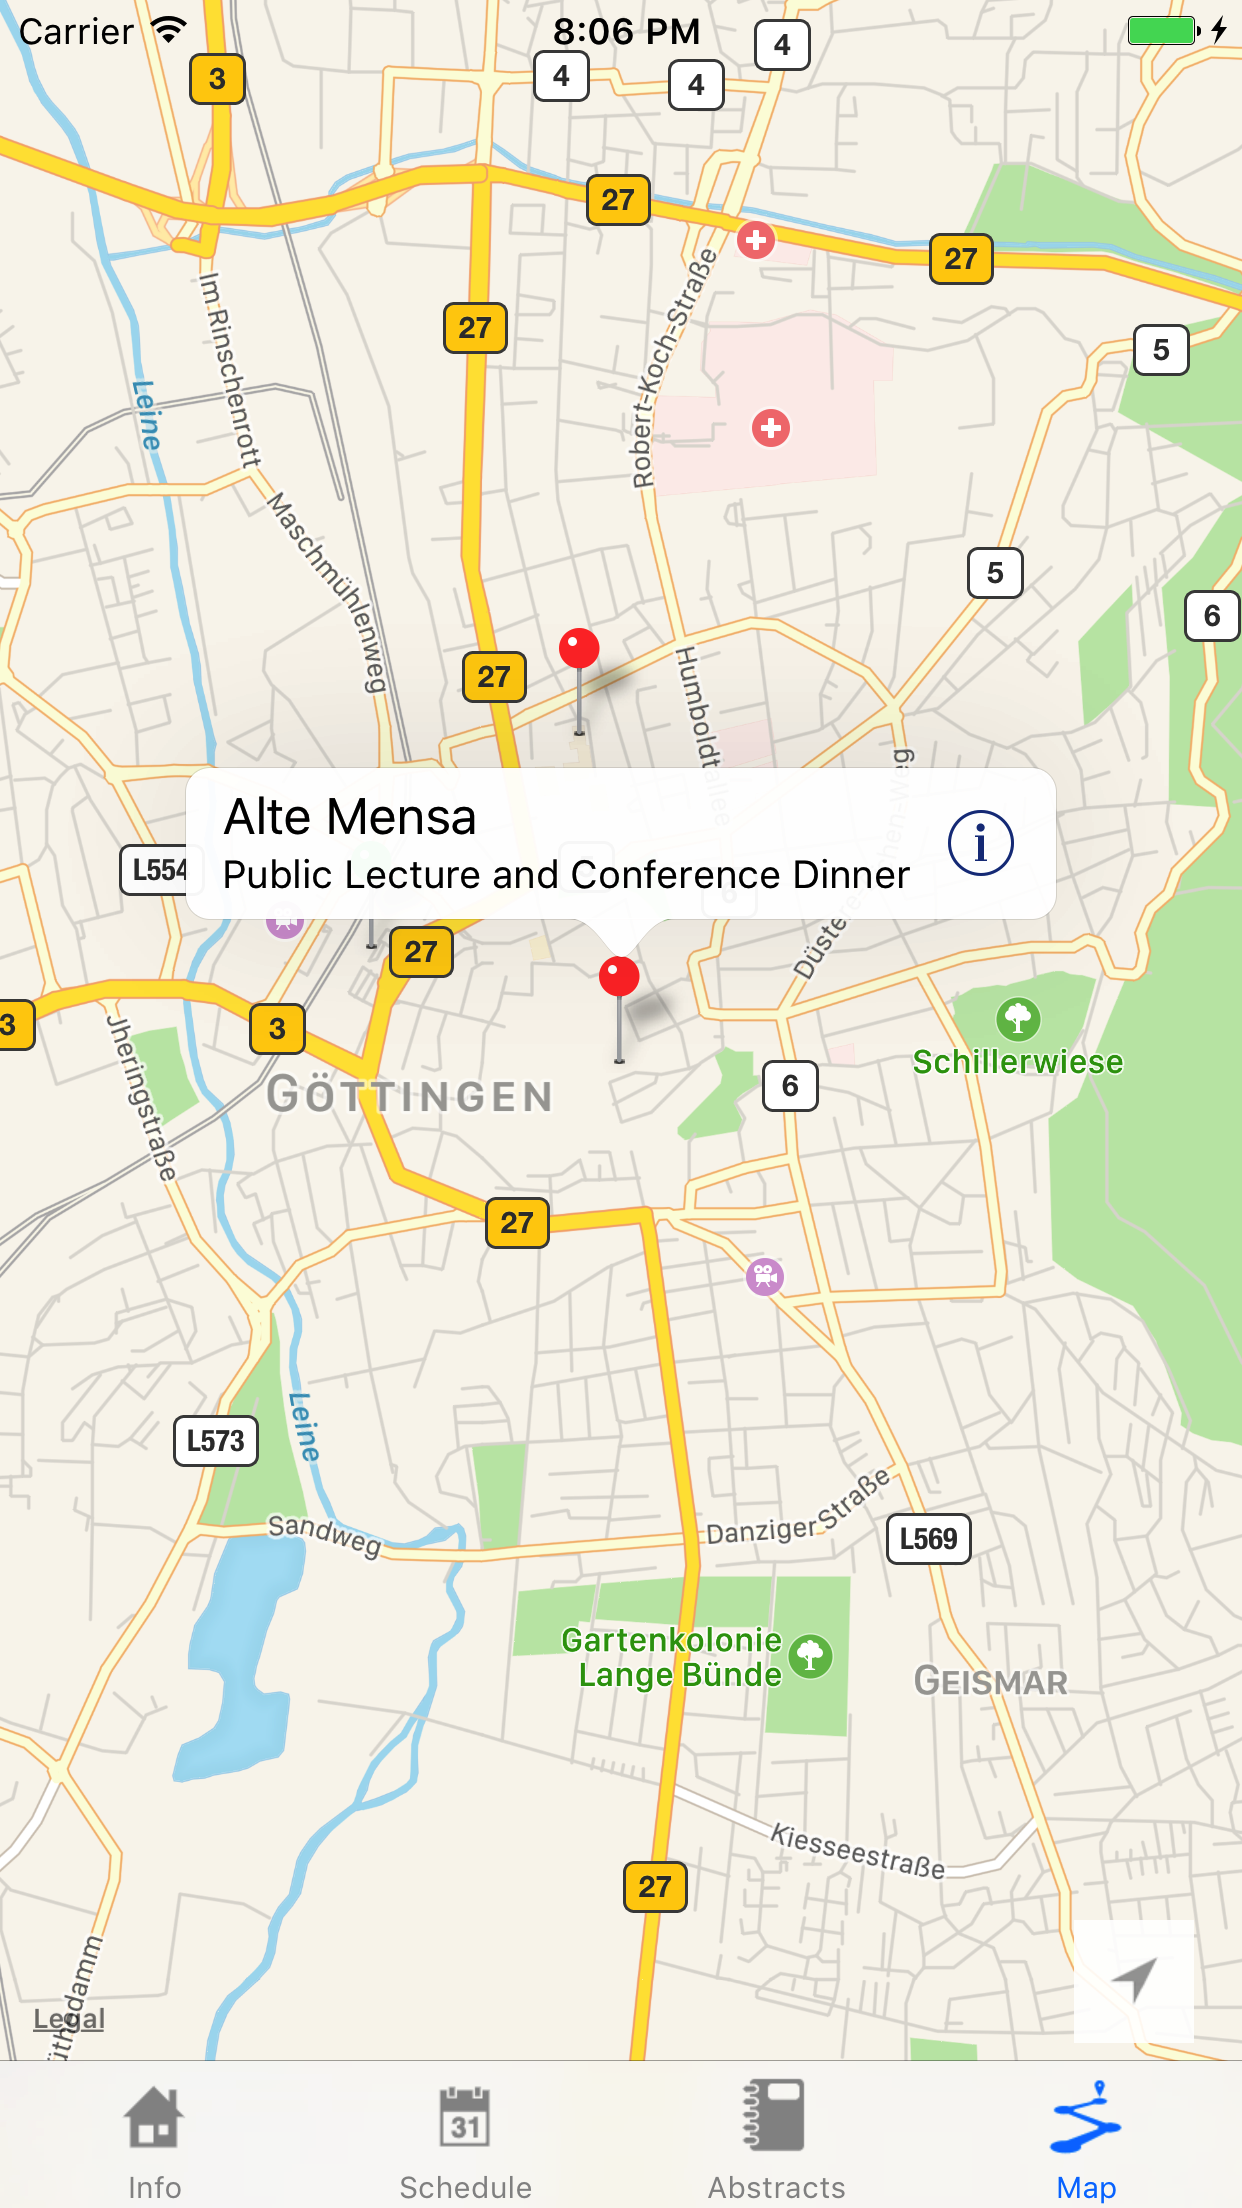 Carrier
8:06 PM
4
4
4
3
27
27
27
5
Im Rinschenrott
Robert-Koch-Straße
Leine
Maschmühlenweg
5
6
27
Humboldtallee
Alte Mensa
i
Public Lecture and Conference Dinner
L554
27
3
3
Schillerwiese
Jheringstraße
GÖTTINGEN
6
27
Leine
L573
Sandweg
Danziger Straße
L569
Gartenkolonie
Lange Bünde
GEISMAR
Kiesseestraße
27
Legal
31
Info
Schedule
Abstracts
Map